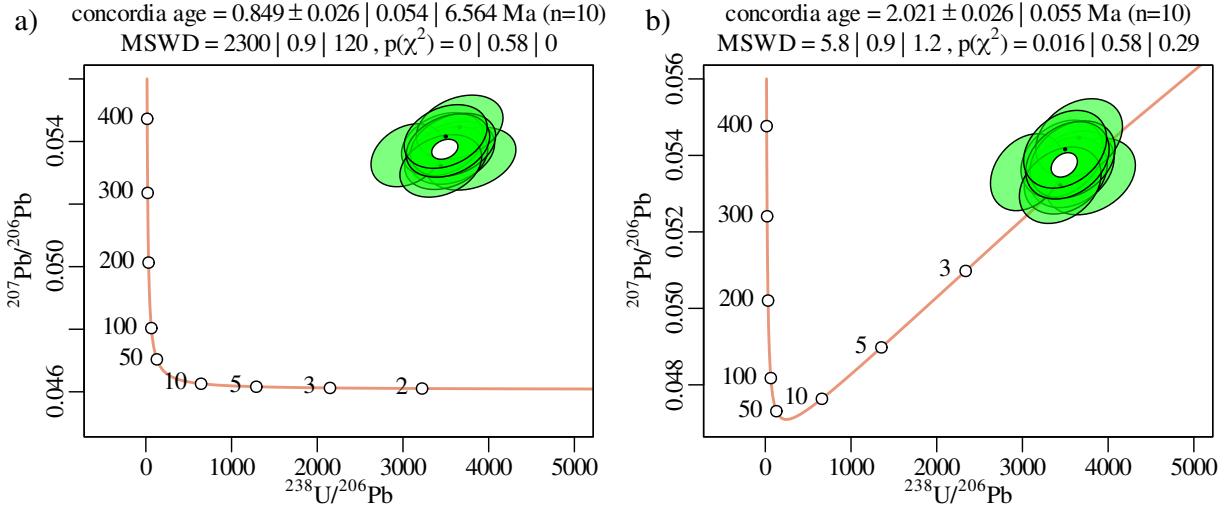 a)
concordia age = 0.849 ± 0.026 | 0.054 | 6.564 Ma (n=10)
MSWD = 2300 | 0.9 | 120 , p(χ²) = 0 | 0.58 | 0
²⁰⁷Pb/²⁰⁶Pb
0.054
0.050
0.046
400
300
200
100
50
10
5
3
2
0 1000 2000 3000 4000 5000
²³⁸U/²⁰⁶Pb
b)
concordia age = 2.021 ± 0.026 | 0.055 Ma (n=10)
MSWD = 5.8 | 0.9 | 1.2 , p(χ²) = 0.016 | 0.58 | 0.29
²⁰⁷Pb/²⁰⁶Pb
0.056
0.054
0.052
0.050
0.048
400
300
200
100
50
10
5
3
0 1000 2000 3000 4000 5000
²³⁸U/²⁰⁶Pb